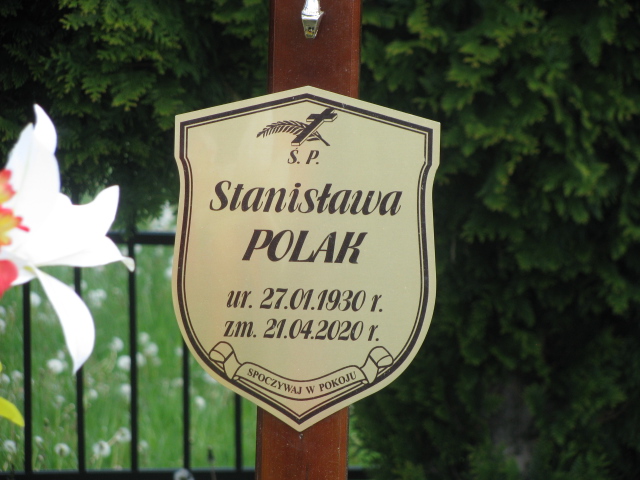 Ś. P.
Stanisława
POLAK
ur. 27.01.1930 r.
zm. 21.04.2020 r.
SPOCZYWAJ W POKOJU